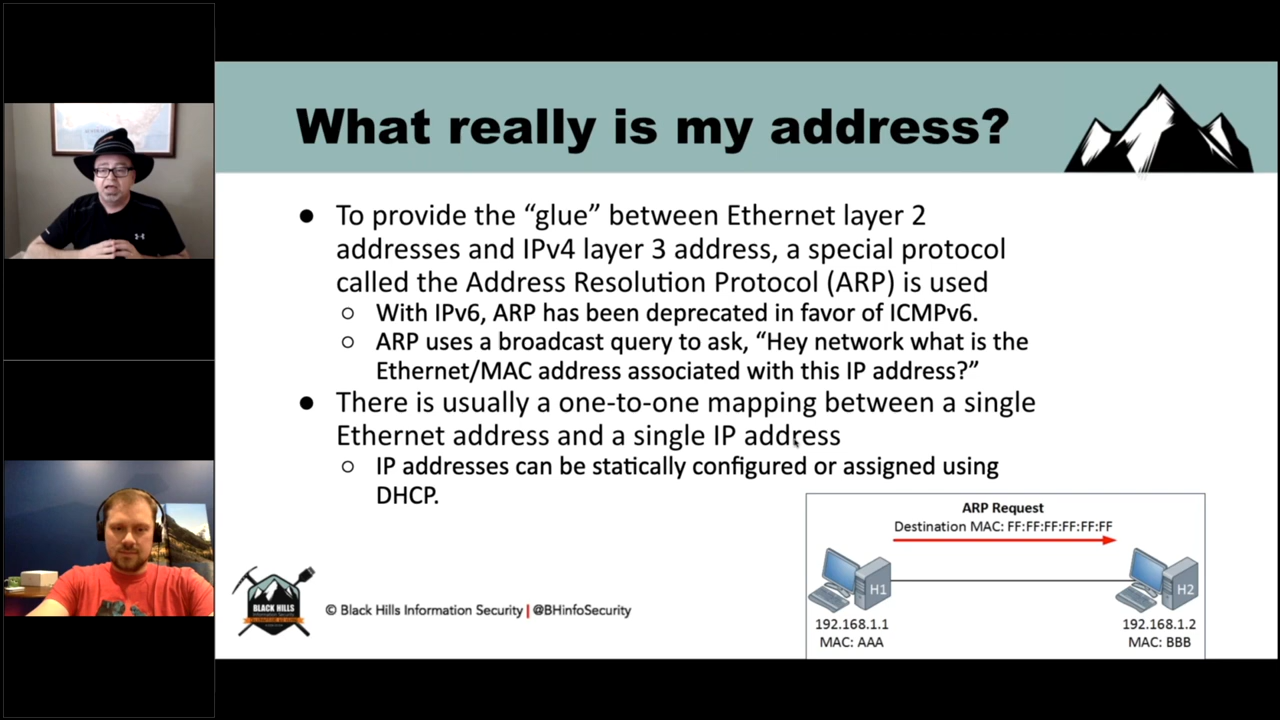 What really is my address?
● To provide the “glue” between Ethernet layer 2
addresses and IPv4 layer 3 address, a special protocol
called the Address Resolution Protocol (ARP) is used
○ With IPv6, ARP has been deprecated in favor of ICMPv6.
○ ARP uses a broadcast query to ask, “Hey network what is the
Ethernet/MAC address associated with this IP address?”
● There is usually a one-to-one mapping between a single
Ethernet address and a single IP address
○ IP addresses can be statically configured or assigned using
DHCP.
ARP Request
Destination MAC: FF:FF:FF:FF:FF:FF
H1
H2
192.168.1.1
MAC: AAA
192.168.1.2
MAC: BBB
BLACK HILLS
Information Security
© Black Hills Information Security | @BHinfoSecurity